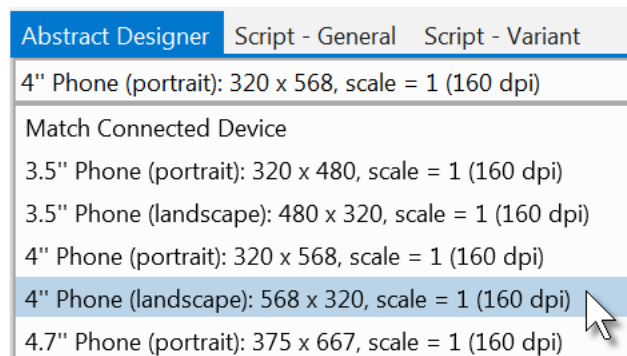 Abstract Designer Script - General Script - Variant
4'' Phone (portrait): 320 x 568, scale = 1 (160 dpi)
Match Connected Device
3.5'' Phone (portrait): 320 x 480, scale = 1 (160 dpi)
3.5'' Phone (landscape): 480 x 320, scale = 1 (160 dpi)
4'' Phone (portrait): 320 x 568, scale = 1 (160 dpi)
4'' Phone (landscape): 568 x 320, scale = 1 (160 dpi)
4.7'' Phone (portrait): 375 x 667, scale = 1 (160 dpi)